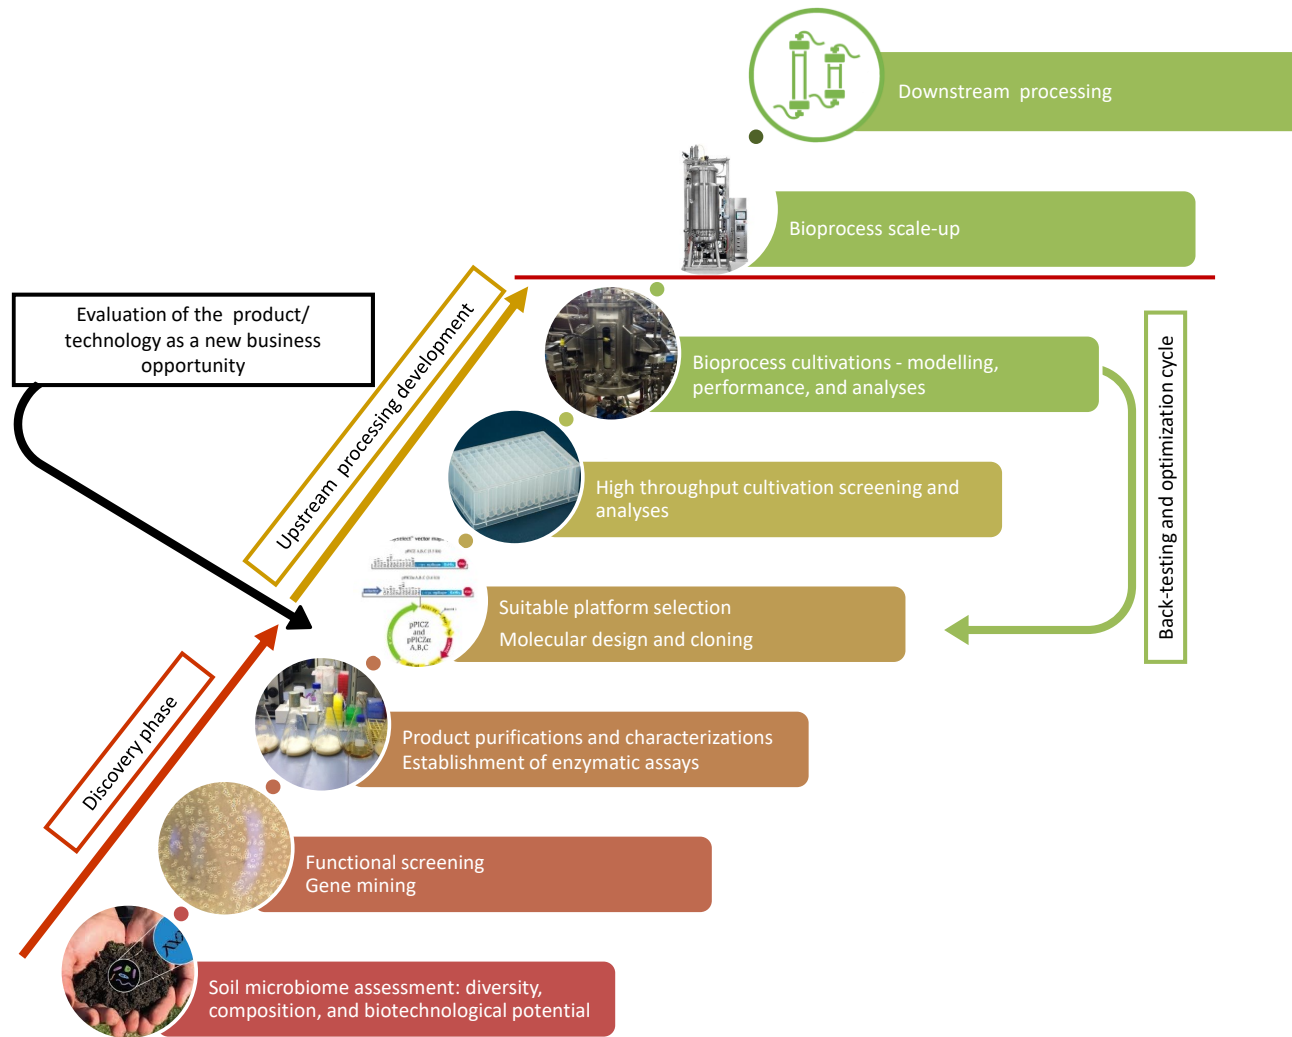 Downstream  processing
Bioprocess scale-up
Evaluation of the  product/
technology as a new business
opportunity
Upstream  processing development
Bioprocess cultivations - modelling,
performance, and analyses
Back-testing and optimization cycle
High throughput cultivation screening and
analyses
pPICZ
and
pPICZα
A,B,C
Suitable platform selection
Molecular design and cloning
Discovery phase
Product purifications and characterizations
Establishment of enzymatic assays
Functional screening
Gene mining
Soil microbiome assessment: diversity,
composition, and biotechnological potential